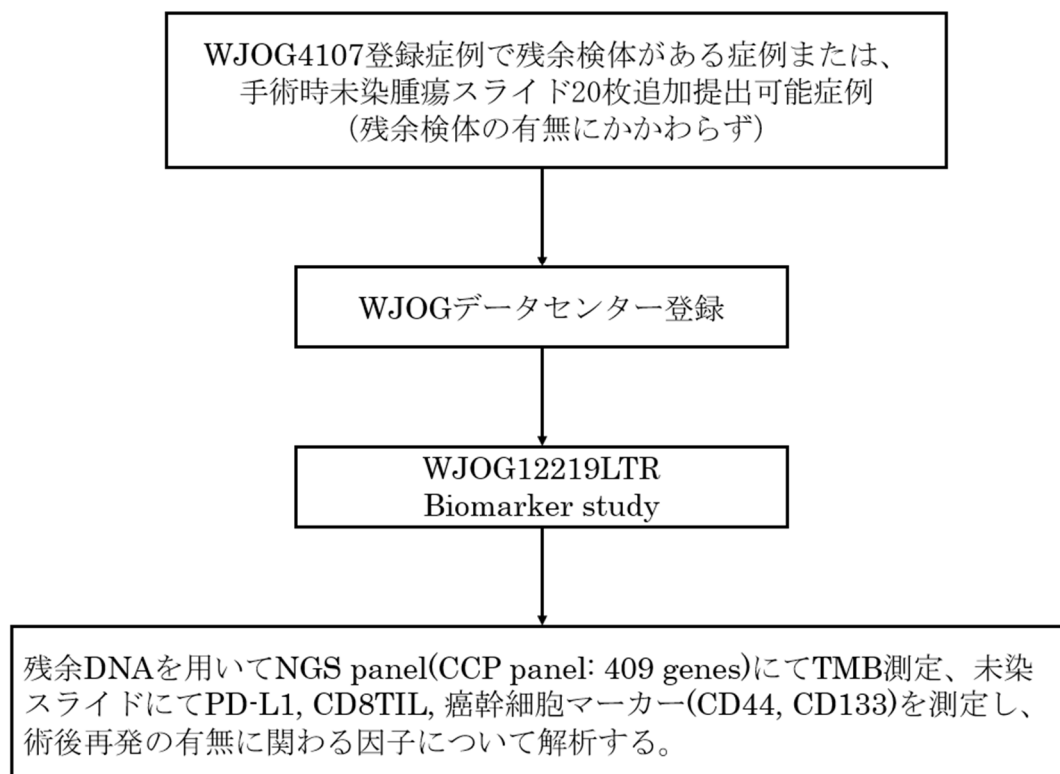 WJOG4107登録症例で残余検体がある症例または、
手術時未染腫瘍スライド20枚追加提出可能症例
（残余検体の有無にかかわらず）
WJOGデータセンター登録
WJOG12219LTR
Biomarker study
残余DNAを用いてNGS panel(CCP panel: 409 genes)にてTMB測定、未染
スライドにてPD-L1, CD8TIL, 癌幹細胞マーカー(CD44, CD133)を測定し、
術後再発の有無に関わる因子について解析する。